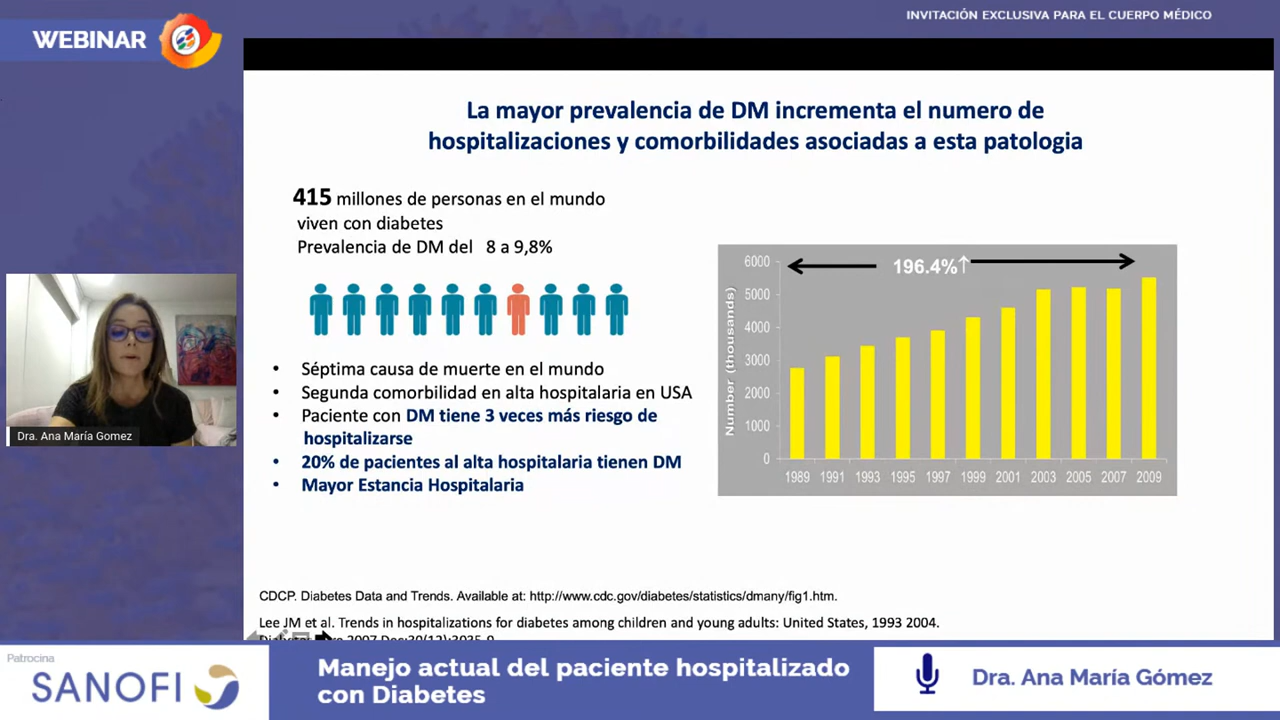 INVITACIÓN EXCLUSIVA PARA EL CUERPO MÉDICO
WEBINAR
La mayor prevalencia de DM incrementa el numero de
hospitalizaciones y comorbilidades asociadas a esta patologia
415 millones de personas en el mundo
viven con diabetes
Prevalencia de DM del 8 a 9,8%
• Séptima causa de muerte en el mundo
• Segunda comorbilidad en alta hospitalaria en USA
• Paciente con DM tiene 3 veces más riesgo de
hospitalizarse
• 20% de pacientes al alta hospitalaria tienen DM
• Mayor Estancia Hospitalaria
196.4%↑
Number (thousands)
6000
5000
4000
3000
2000
1000
0
1989 1991 1993 1995 1997 1999 2001 2003 2005 2007 2009
Dra. Ana María Gomez
CDCP. Diabetes Data and Trends. Available at: http://www.cdc.gov/diabetes/statistics/dmany/fig1.htm.
Lee JM et al. Trends in hospitalizations for diabetes among children and young adults: United States, 1993 2004.
Patrocina
SANOFI
Manejo actual del paciente hospitalizado
con Diabetes
Dra. Ana María Gómez